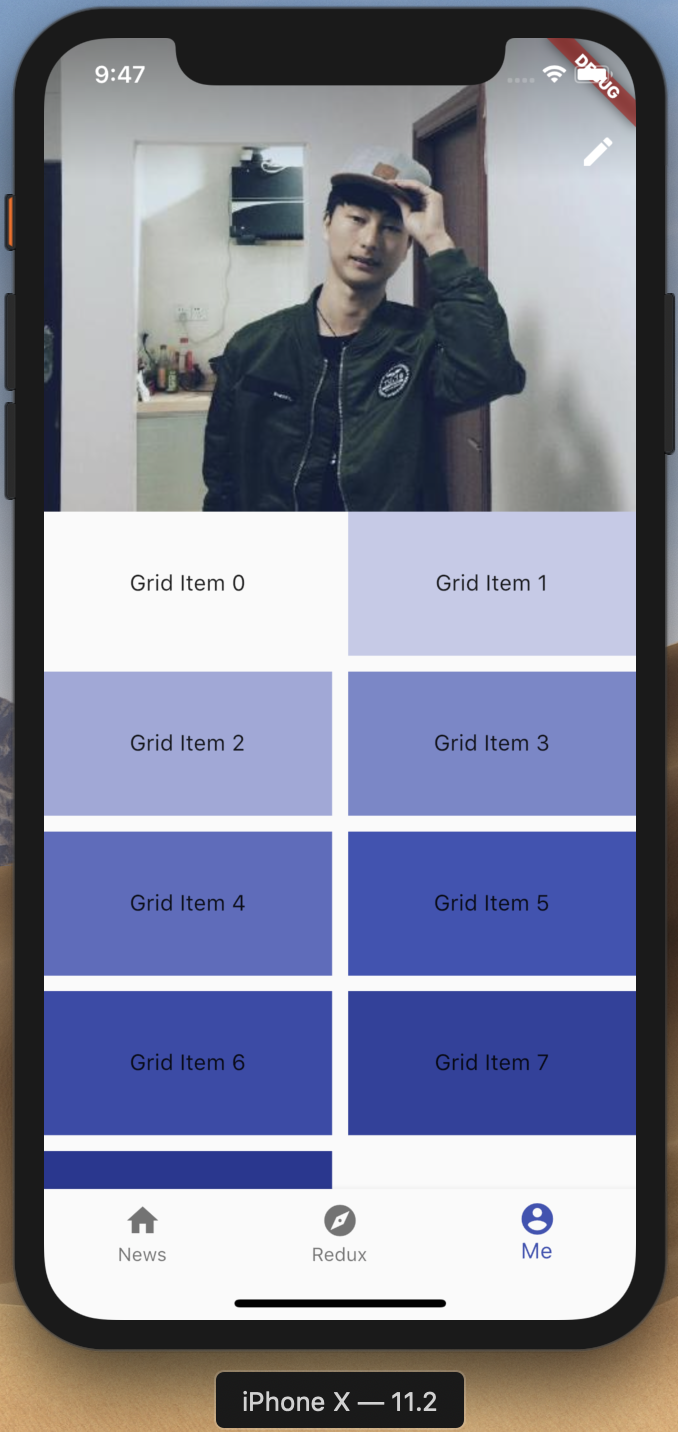 9:47
DEBUG
Grid Item 0
Grid Item 1
Grid Item 2
Grid Item 3
Grid Item 4
Grid Item 5
Grid Item 6
Grid Item 7
News
Redux
Me
iPhone X — 11.2